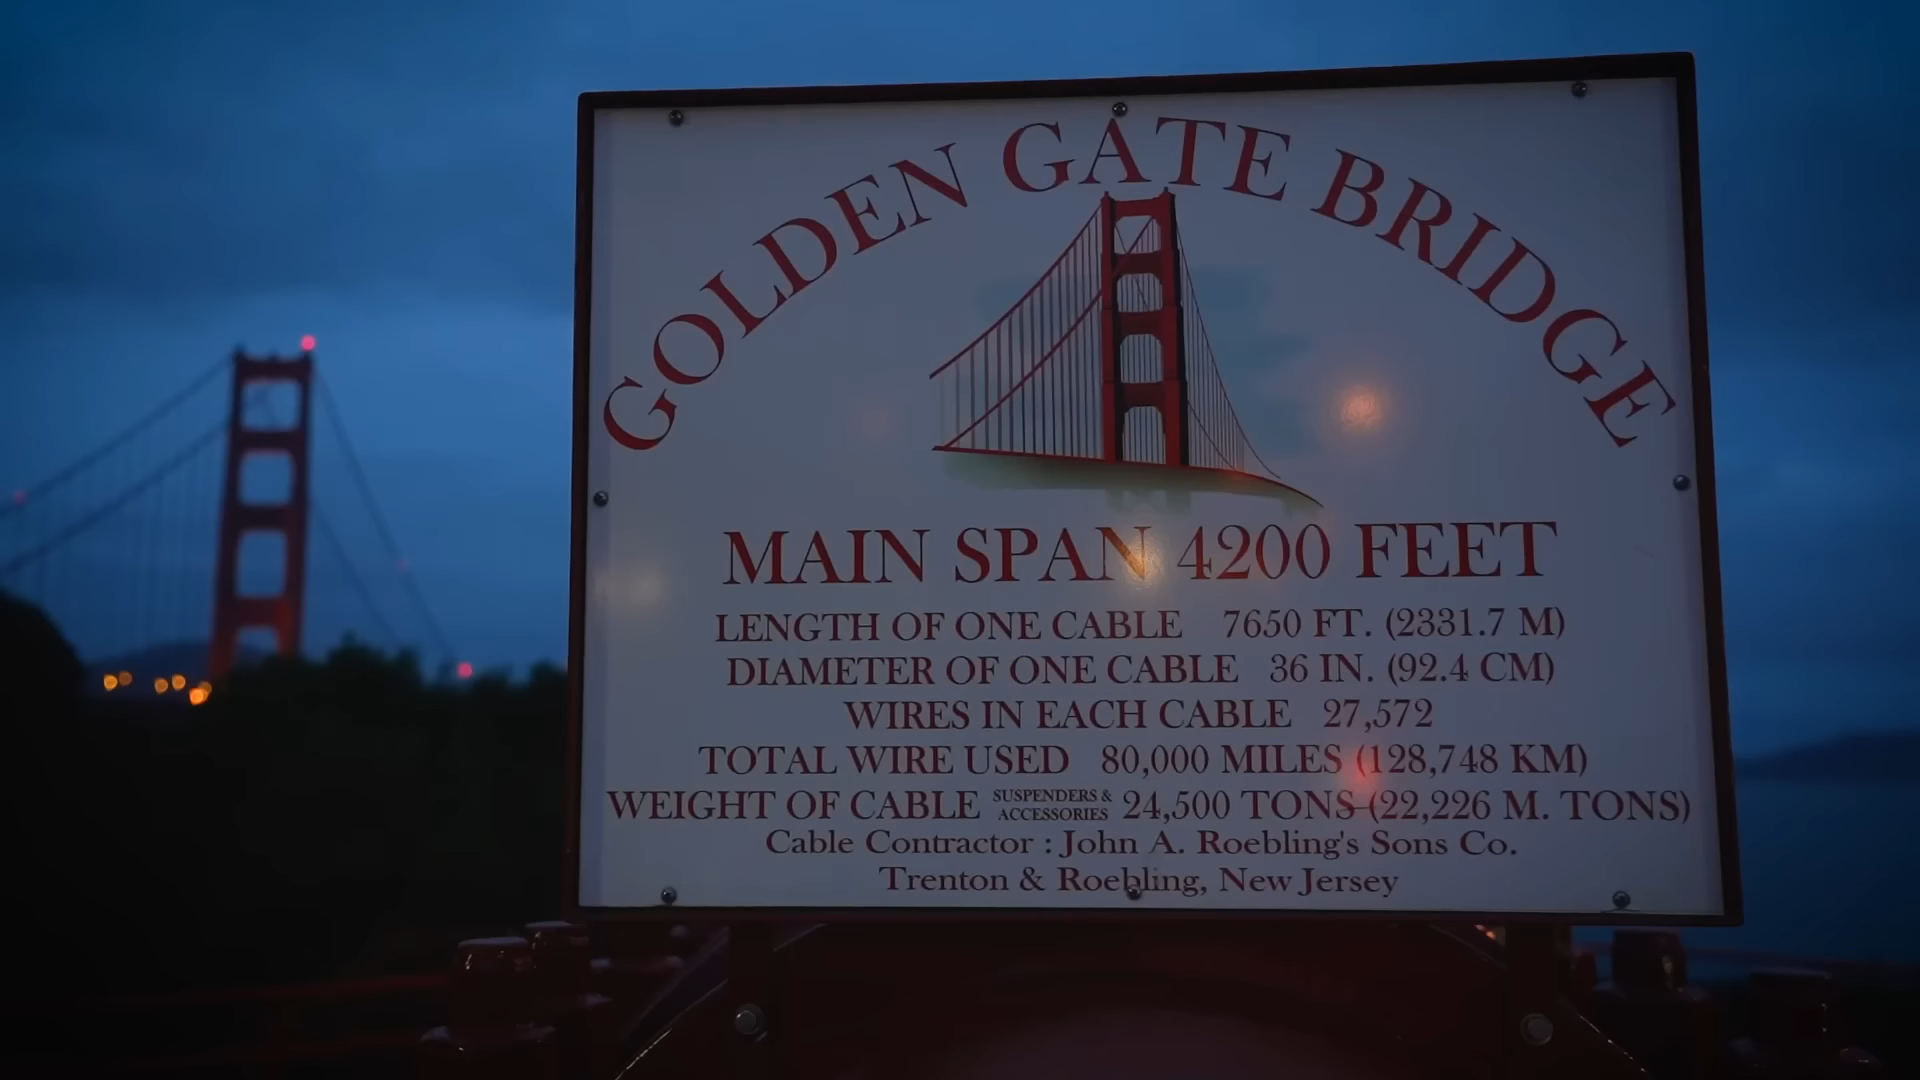 GOLDEN GATE BRIDGE
MAIN SPAN 4200 FEET
LENGTH OF ONE CABLE 7650 FT. (2331.7 M)
DIAMETER OF ONE CABLE 36 IN. (92.4 CM)
WIRES IN EACH CABLE 27,572
TOTAL WIRE USED 80,000 MILES (128,748 KM)
WEIGHT OF CABLE SUSPENDERS & ACCESSORIES 24,500 TONS (22,226 M. TONS)
Cable Contractor : John A. Roebling's Sons Co.
Trenton & Roebling, New Jersey